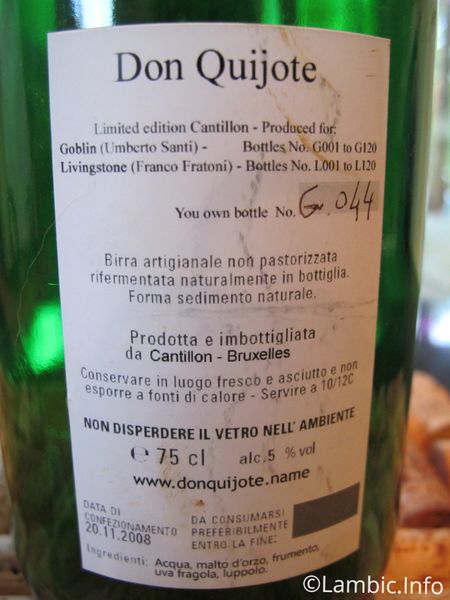 Don Quijote
Limited edition Cantillon - Produced for:
Goblin (Umberto Santi) - Bottles No. G001 to G120
Livingstone (Franco Fratoni) - Bottles No. L001 to L120
You own bottle No. G. 044
Birra artigianale non pastorizzata
rifermentata naturalmente in bottiglia.
Forma sedimento naturale.
Prodotta e imbottigliata
da Cantillon - Bruxelles
Conservare in luogo fresco e asciutto e non
esporre a fonti di calore - Servire a 10/12C
NON DISPERDERE IL VETRO NELL' AMBIENTE
℮ 75 cl alc.5 % vol
www.donquijote.name
DATA DI
CONFEZIONAMENTO
20.11.2008
DA CONSUMARSI
PREFERIBILMENTE
ENTRO LA FINE:
Ingredienti: Acqua, malto d'orzo, frumento,
uva fragola, luppolo.
©Lambic.Info